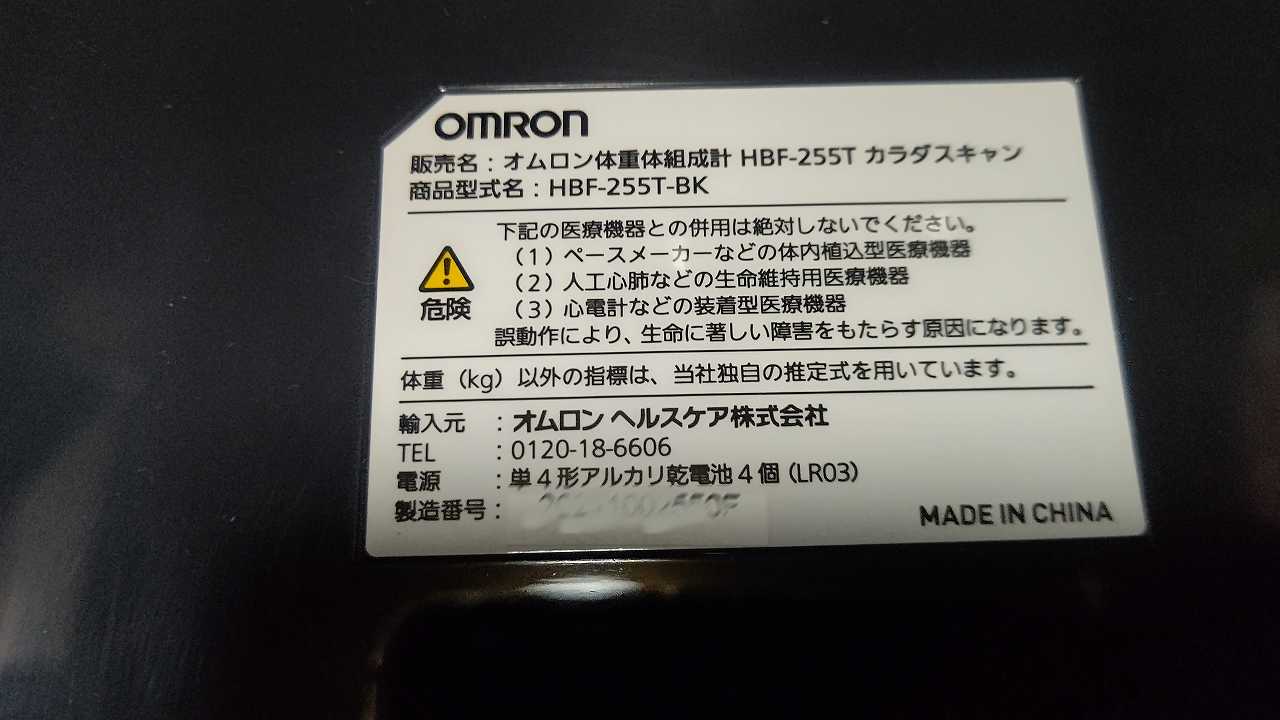 OMRON
販売名：オムロン体重体組成計 HBF-255T カラダスキャン
商品型式名：HBF-255T-BK
下記の医療機器との併用は絶対しないでください。
（1）ペースメーカーなどの体内植込型医療機器
（2）人工心肺などの生命維持用医療機器
（3）心電計などの装着型医療機器
誤動作により、生命に著しい障害をもたらす原因になります。
危険
体重（kg）以外の指標は、当社独自の推定式を用いています。
輸入元 ：オムロン ヘルスケア株式会社
TEL ：0120-18-6606
電源 ：単4形アルカリ乾電池4個（LR03）
製造番号：
MADE IN CHINA